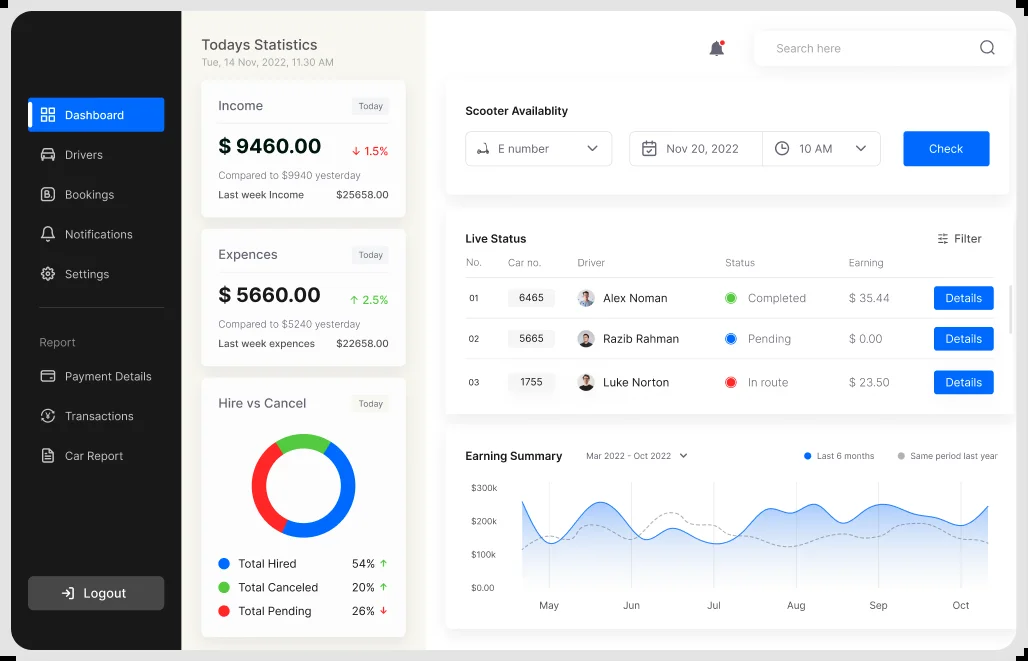 Dashboard
Drivers
Bookings
Notifications
Settings
Report
Payment Details
Transactions
Car Report
Logout
Todays Statistics
Tue, 14 Nov, 2022, 11.30 AM
Income Today
$ 9460.00 ↓ 1.5%
Compared to $9940 yesterday
Last week Income $25658.00
Expences Today
$ 5660.00 ↑ 2.5%
Compared to $5240 yesterday
Last week expences $22658.00
Hire vs Cancel Today
Total Hired 54% ↑
Total Canceled 20% ↑
Total Pending 26% ↓
Search here
Scooter Availablity
E number Nov 20, 2022 10 AM Check
Live Status Filter
No. Car no. Driver Status Earning
01 6465 Alex Noman Completed $ 35.44 Details
02 5665 Razib Rahman Pending $ 0.00 Details
03 1755 Luke Norton In route $ 23.50 Details
Earning Summary Mar 2022 - Oct 2022 Last 6 months Same period last year
$300k
$200k
$100k
$0.00
May Jun Jul Aug Sep Oct